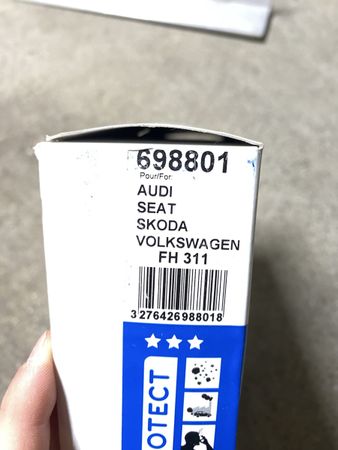 698801
Pour/For:
AUDI
SEAT
SKODA
VOLKSWAGEN
FH 311
3 276426 988018
OTECT